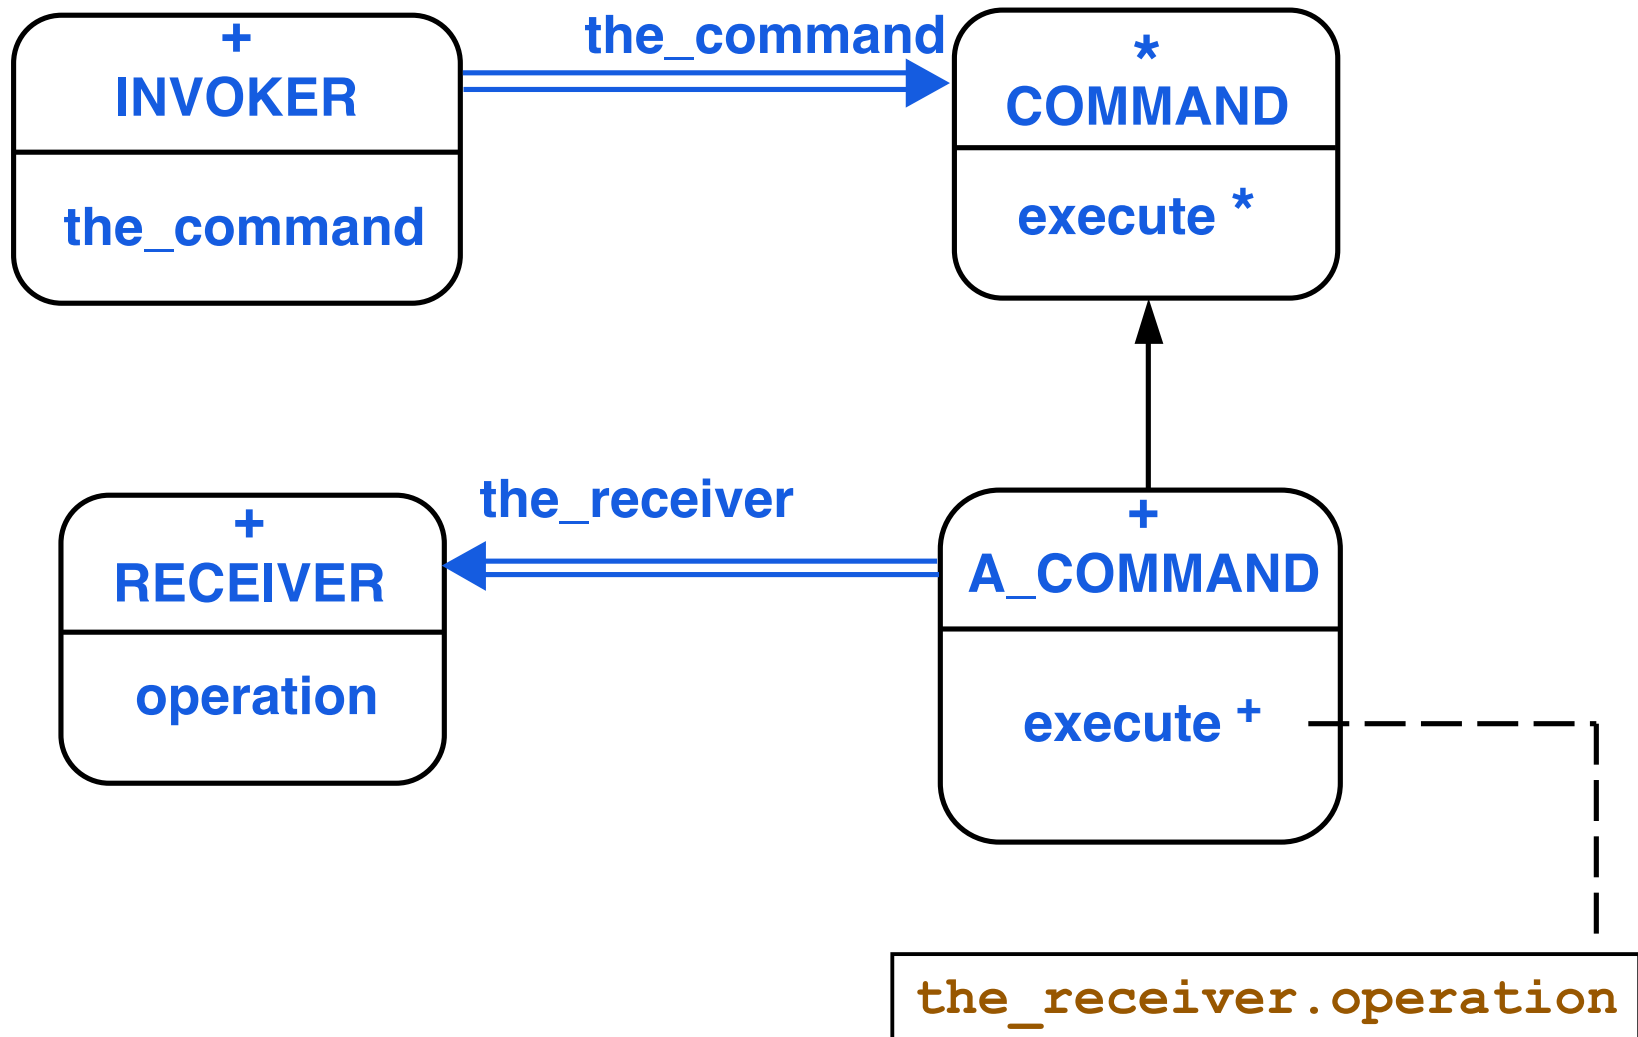 +
INVOKER
the_command
the_command
*
COMMAND
execute *
the_receiver
+
RECEIVER
operation
+
A_COMMAND
execute +
the_receiver.operation